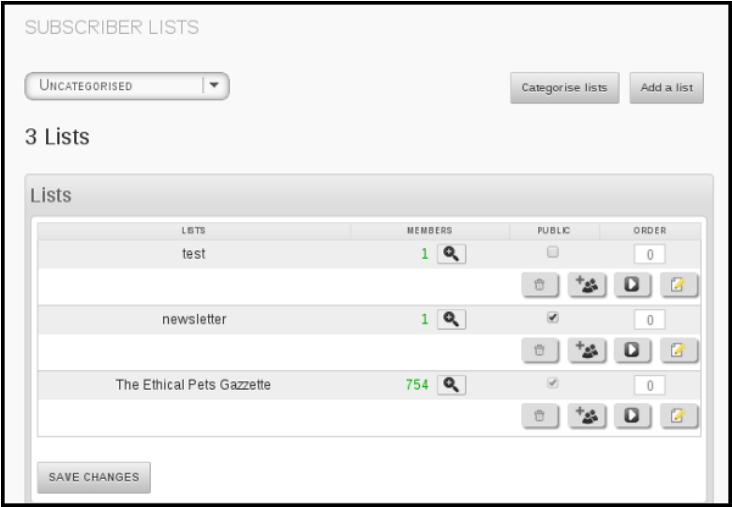 SUBSCRIBER LISTS
UNCATEGORISED
Categorise lists Add a list
3 Lists
Lists
LISTS MEMBERS PUBLIC ORDER
test 1 0
newsletter 1 0
The Ethical Pets Gazzette 754 0
SAVE CHANGES